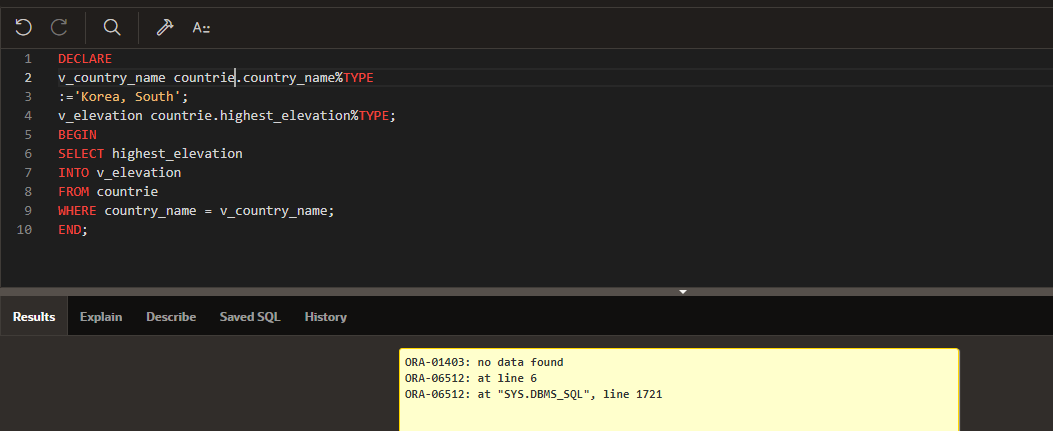 A::
1 DECLARE
2 v_country_name countrie.country_name%TYPE
3 :='Korea, South';
4 v_elevation countrie.highest_elevation%TYPE;
5 BEGIN
6 SELECT highest_elevation
7 INTO v_elevation
8 FROM countrie
9 WHERE country_name = v_country_name;
10 END;
Results Explain Describe Saved SQL History
ORA-01403: no data found
ORA-06512: at line 6
ORA-06512: at "SYS.DBMS_SQL", line 1721